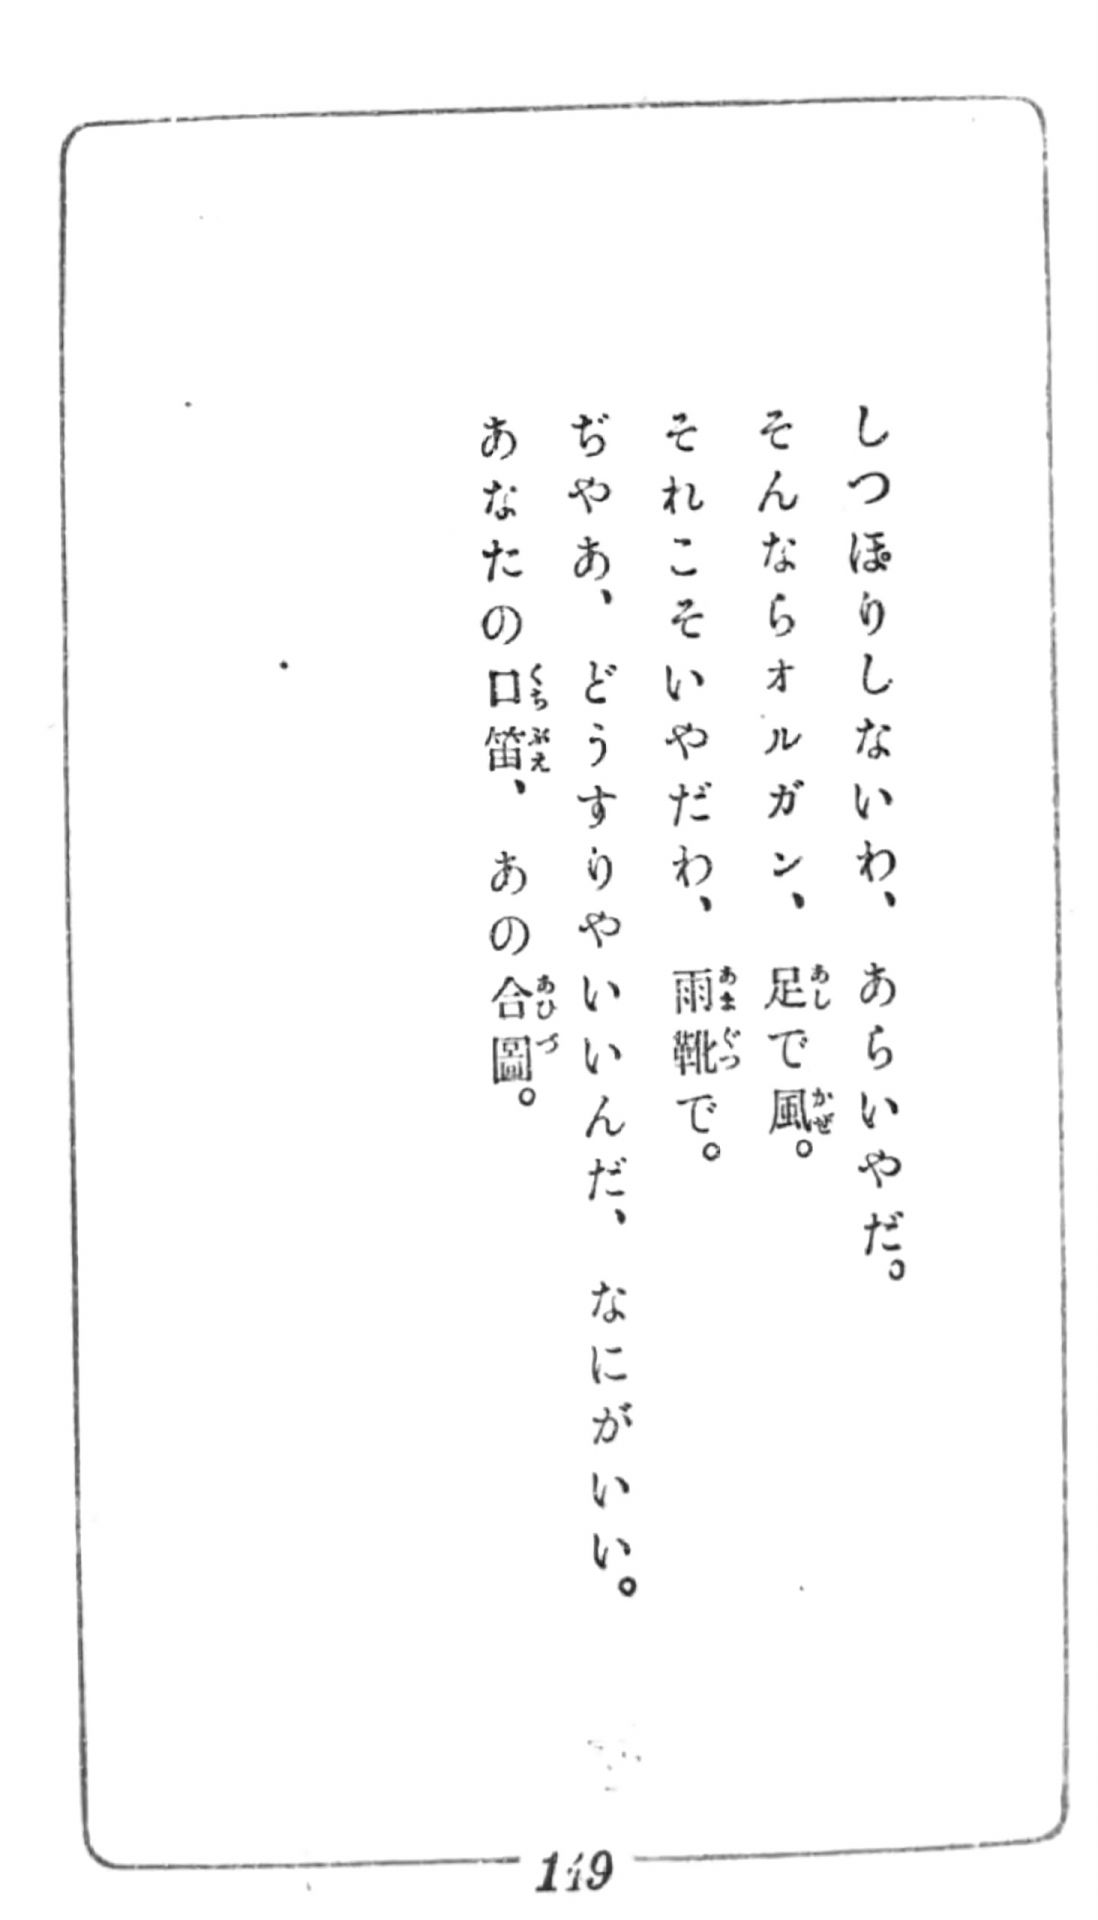 しつぽりしないわ、あらいやだ。
そんならオルガン、足で風。
それこそいやだわ、雨靴で。
ぢやあ、どうすりやいいんだ、なにがいい。
あなたの口笛、あの合圖。
149